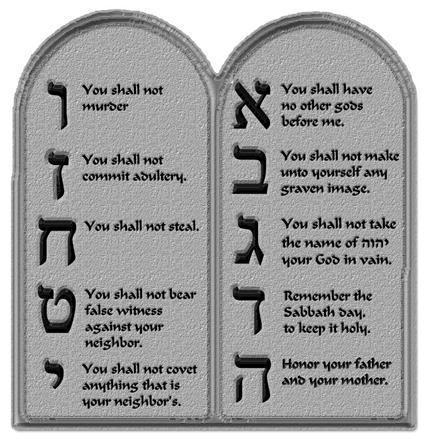 א You shall have
no other gods
before me.
ב You shall not make
unto yourself any
graven image.
ג You shall not take
the name of יהוה
your God in vain.
ד Remember the
Sabbath day,
to keep it holy.
ה Honor your father
and your mother.
ו You shall not
murder
ז You shall not
commit adultery.
ח You shall not steal.
ט You shall not bear
false witness
against your
neighbor.
י You shall not covet
anything that is
your neighbor's.